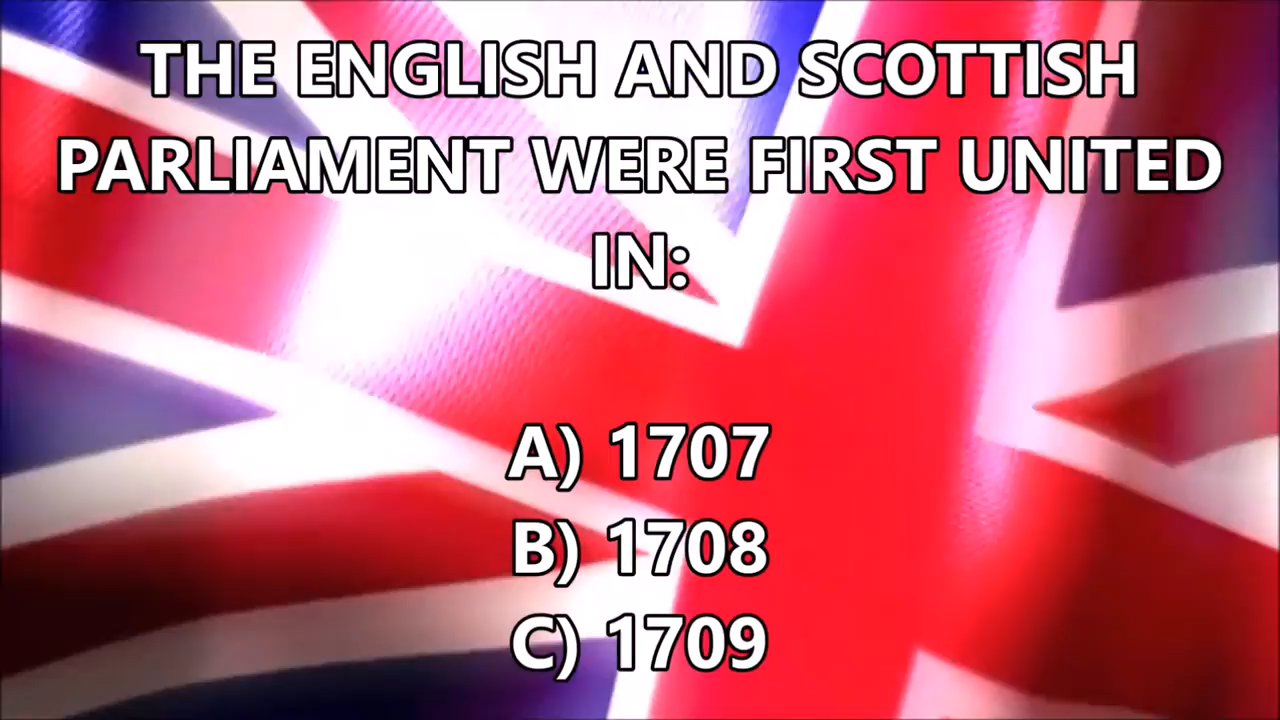 THE ENGLISH AND SCOTTISH
PARLIAMENT WERE FIRST UNITED
IN:
A) 1707
B) 1708
C) 1709